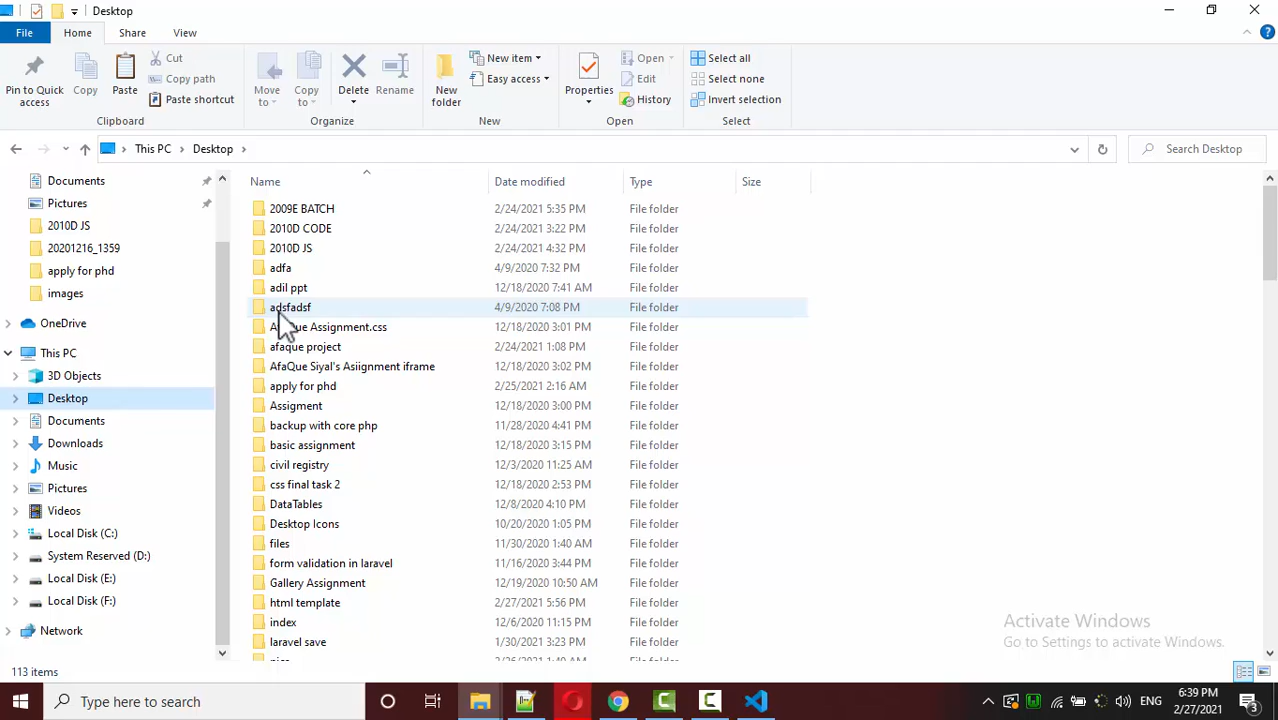 Desktop
File Home Share View
Pin to Quick access
Copy
Paste
Cut
Copy path
Paste shortcut
Clipboard
Move to
Copy to
Delete
Rename
Organize
New folder
New item
Easy access
New
Properties
Open
Edit
History
Open
Select all
Select none
Invert selection
Select
This PC Desktop
Search Desktop
Documents
Pictures
2010D JS
20201216_1359
apply for phd
images
OneDrive
This PC
3D Objects
Desktop
Documents
Downloads
Music
Pictures
Videos
Local Disk (C:)
System Reserved (D:)
Local Disk (E:)
Local Disk (F:)
Network
Name Date modified Type Size
2009E BATCH 2/24/2021 5:35 PM File folder
2010D CODE 2/24/2021 3:22 PM File folder
2010D JS 2/24/2021 4:32 PM File folder
adfa 4/9/2020 7:32 PM File folder
adil ppt 12/18/2020 7:41 AM File folder
adsfadsf 4/9/2020 7:08 PM File folder
AfaQue Assignment.css 12/18/2020 3:01 PM File folder
afaque project 2/24/2021 1:08 PM File folder
AfaQue Siyal's Asiignment iframe 12/18/2020 3:02 PM File folder
apply for phd 2/25/2021 2:16 AM File folder
Assigment 12/18/2020 3:00 PM File folder
backup with core php 11/28/2020 4:41 PM File folder
basic assignment 12/18/2020 3:15 PM File folder
civil registry 12/3/2020 11:25 AM File folder
css final task 2 12/18/2020 2:53 PM File folder
DataTables 12/8/2020 4:10 PM File folder
Desktop Icons 10/20/2020 1:05 PM File folder
files 11/30/2020 1:40 AM File folder
form validation in laravel 11/16/2020 3:44 PM File folder
Gallery Assignment 12/19/2020 10:50 AM File folder
html template 2/27/2021 5:56 PM File folder
index 12/6/2020 11:15 PM File folder
laravel save 1/30/2021 3:23 PM File folder
Activate Windows
Go to Settings to activate Windows.
113 items
Type here to search
ENG
6:39 PM
2/27/2021
3